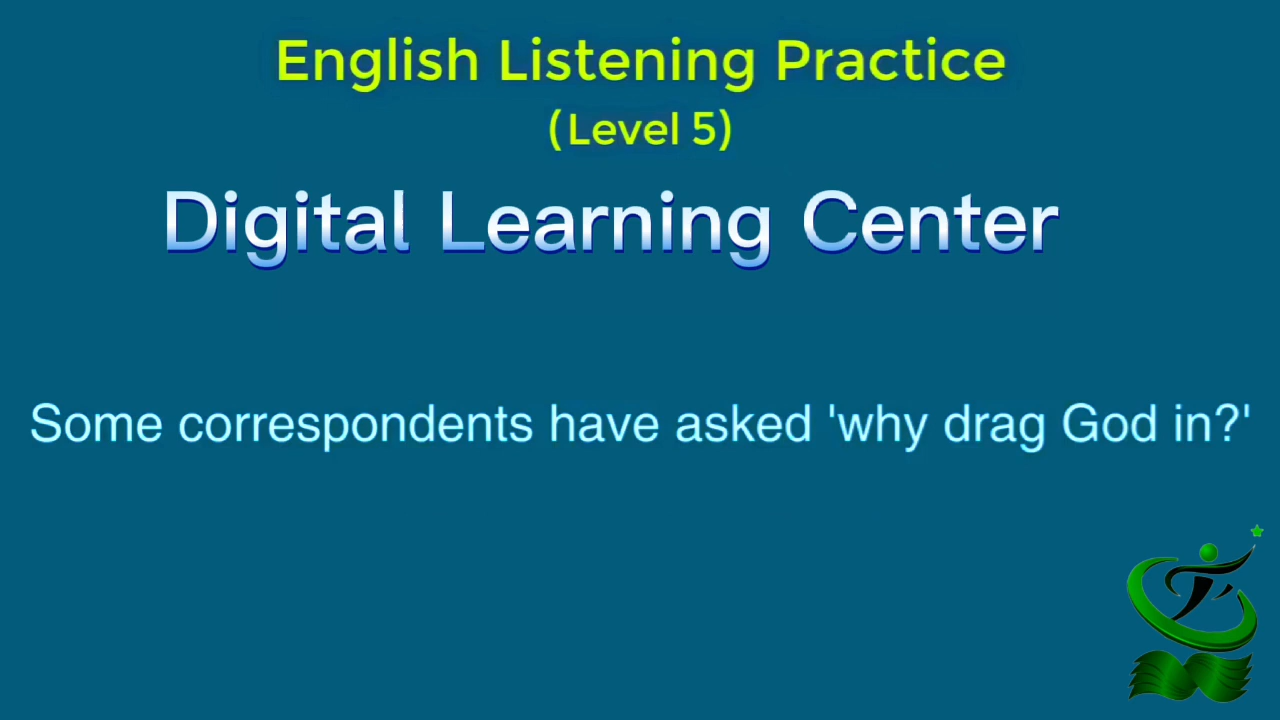 English Listening Practice
(Level 5)
Digital Learning Center
Some correspondents have asked 'why drag God in?'